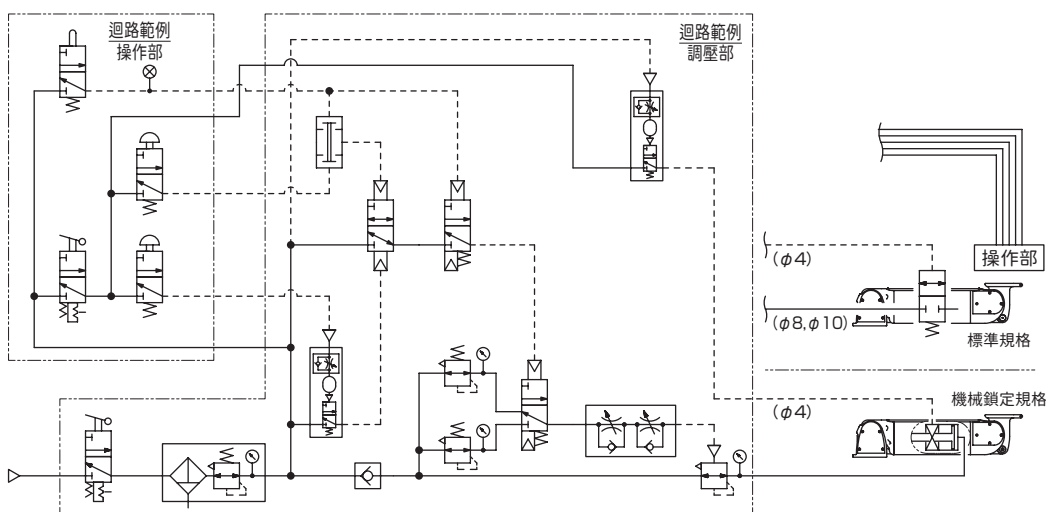 迴路範例
操作部
迴路範例
調壓部
操作部
(φ4)
(φ8,φ10)
標準規格
機械鎖定規格
(φ4)